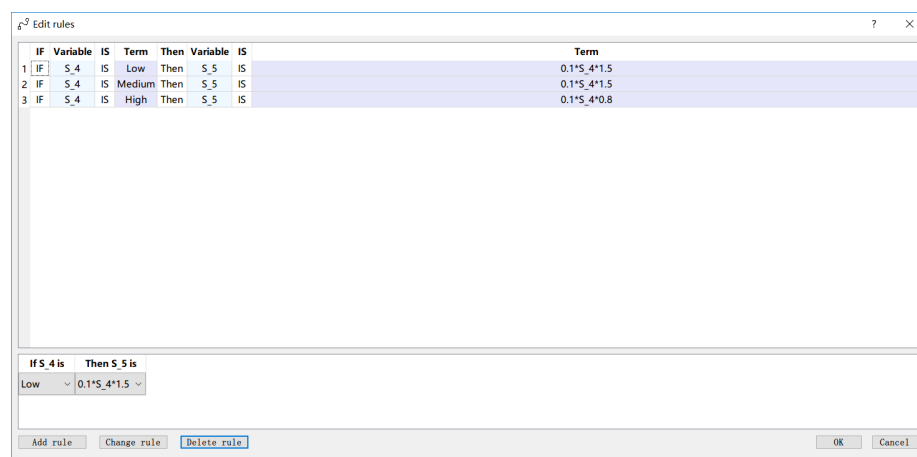 Edit rules ? ×
IF Variable IS Term Then Variable IS Term
1 IF S_4 IS Low Then S_5 IS 0.1*S_4*1.5
2 IF S_4 IS Medium Then S_5 IS 0.1*S_4*1.5
3 IF S_4 IS High Then S_5 IS 0.1*S_4*0.8
If S_4 is Then S_5 is
Low 0.1*S_4*1.5
Add rule Change rule Delete rule OK Cancel